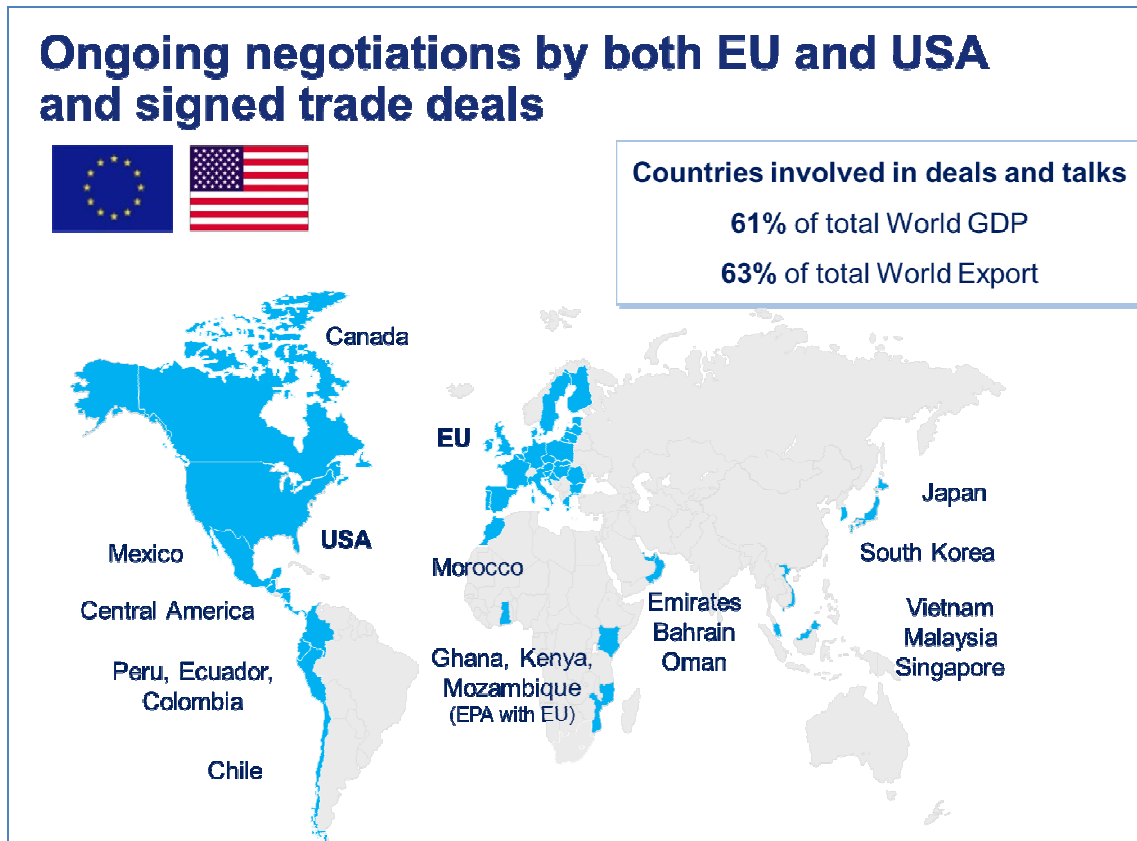 Ongoing negotiations by both EU and USA
and signed trade deals
Countries involved in deals and talks
61% of total World GDP
63% of total World Export
Canada
EU
USA
Mexico
Central America
Peru, Ecuador,
Colombia
Chile
Morocco
Ghana, Kenya,
Mozambique
(EPA with EU)
Emirates
Bahrain
Oman
Japan
South Korea
Vietnam
Malaysia
Singapore